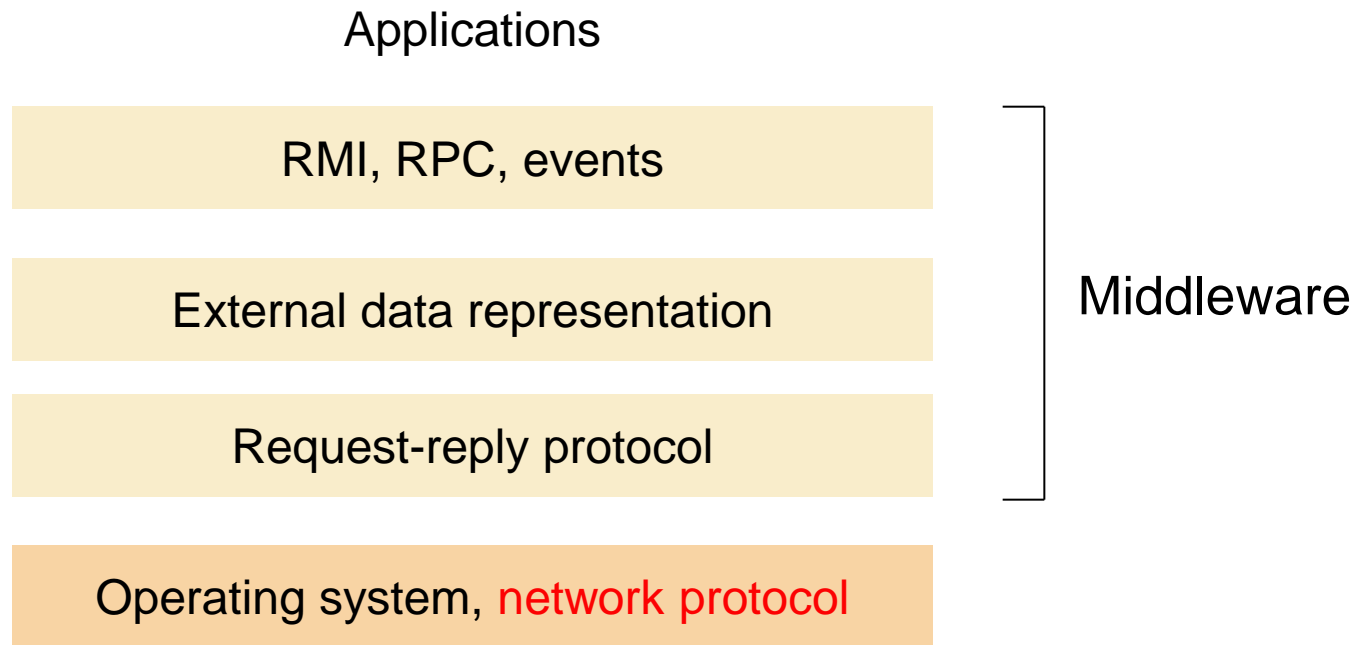 Applications
RMI, RPC, events
External data representation
Middleware
Request-reply protocol
Operating system, network protocol